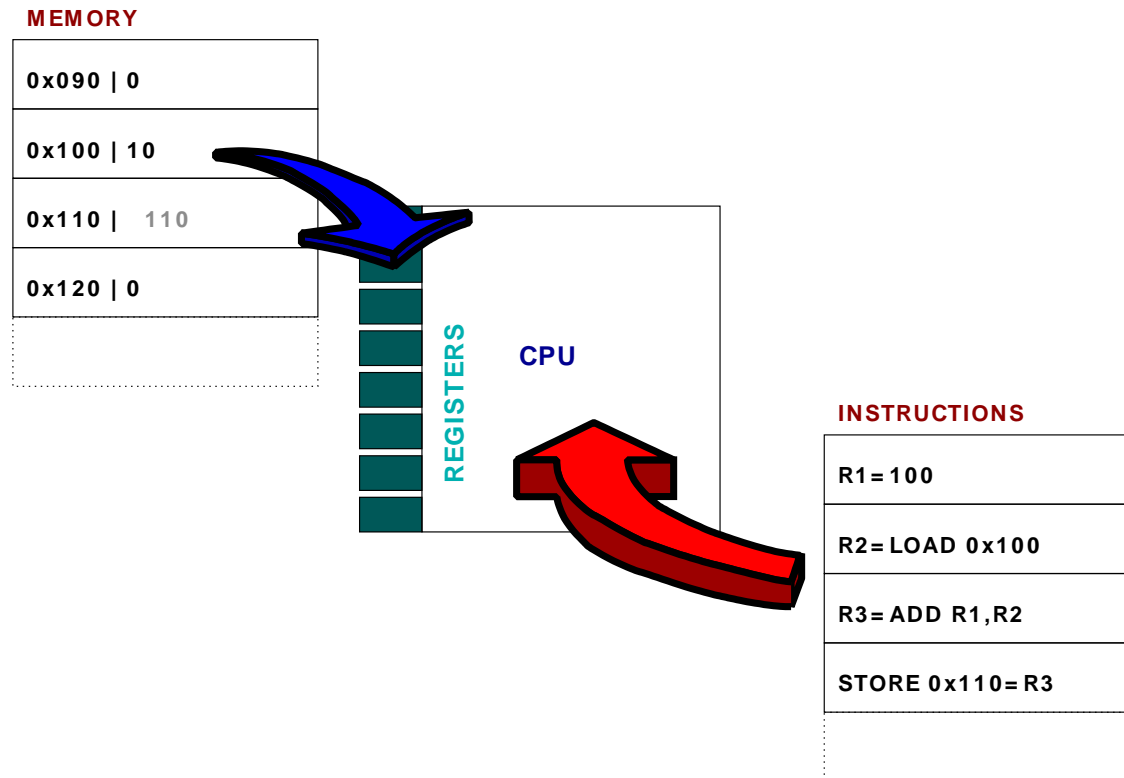 MEMORY
0x090 | 0
0x100 | 10
0x110 | 110
0x120 | 0
REGISTERS
CPU
INSTRUCTIONS
R1=100
R2=LOAD 0x100
R3=ADD R1,R2
STORE 0x110=R3